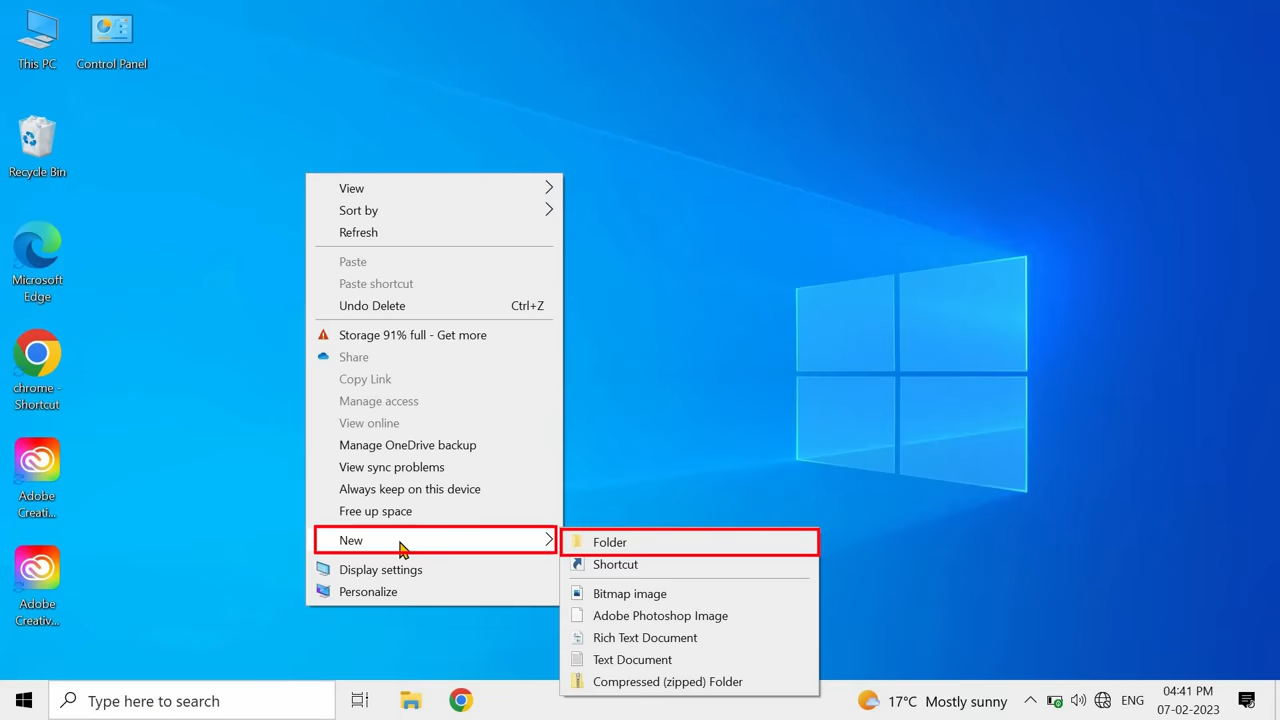 This PC
Control Panel
Recycle Bin
Microsoft
Edge
chrome -
Shortcut
Adobe
Creati...
Adobe
Creativ...
View
Sort by
Refresh
Paste
Paste shortcut
Undo Delete Ctrl+Z
Storage 91% full - Get more
Share
Copy Link
Manage access
View online
Manage OneDrive backup
View sync problems
Always keep on this device
Free up space
New
Display settings
Personalize
Folder
Shortcut
Bitmap image
Adobe Photoshop Image
Rich Text Document
Text Document
Compressed (zipped) Folder
Type here to search
17°C Mostly sunny
ENG
04:41 PM
07-02-2023